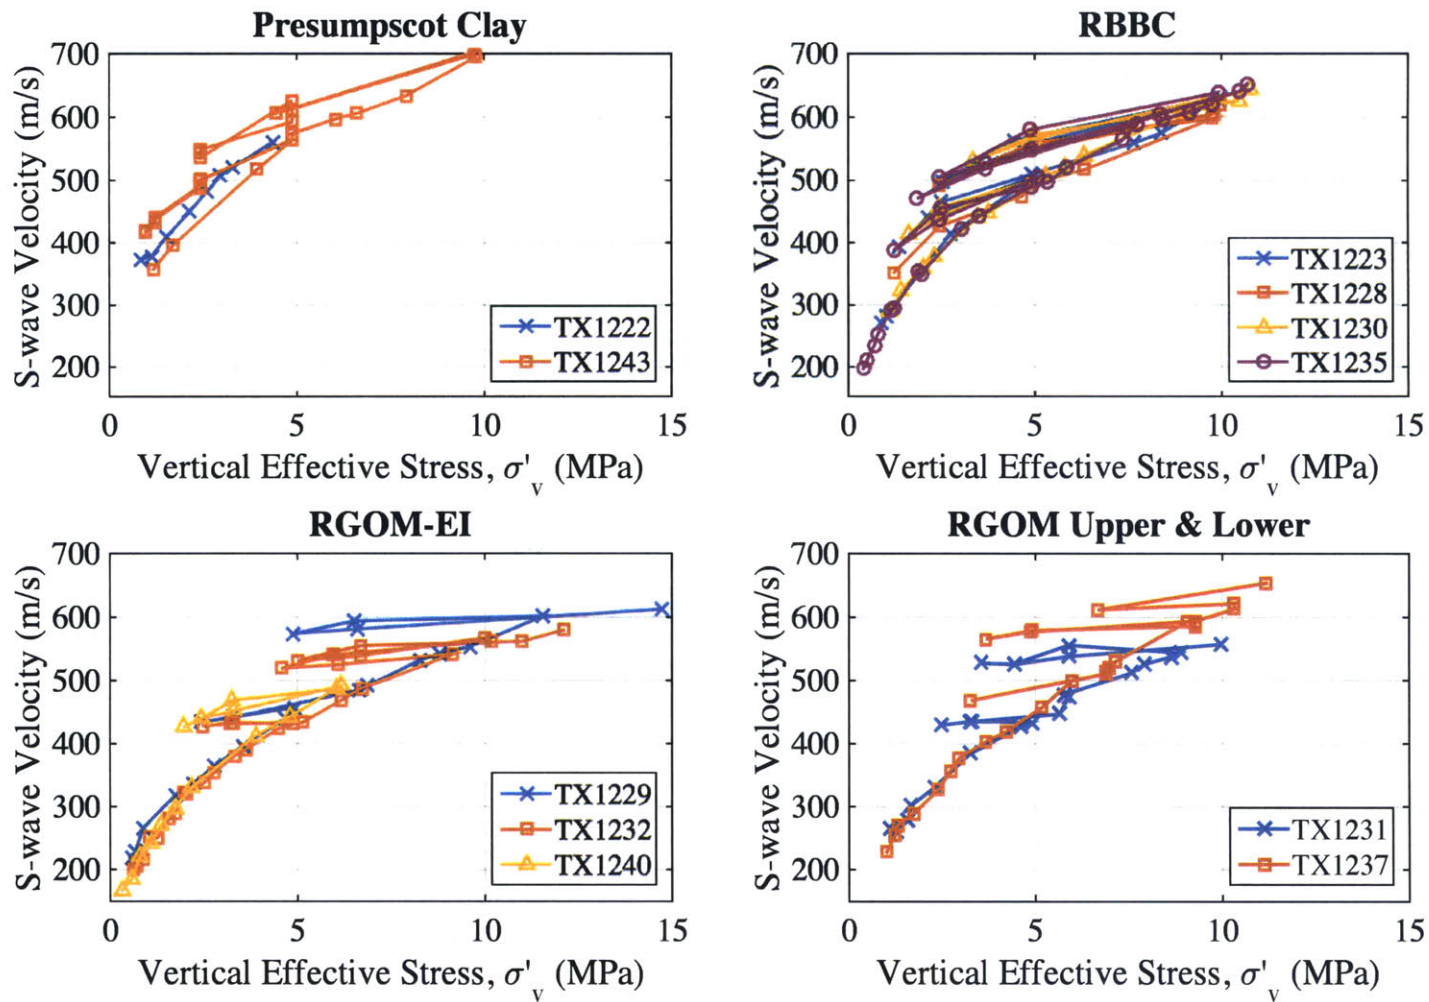 Presumpscot Clay
700
600
500
400
300
200
S-wave Velocity (m/s)
TX1222
TX1243
0 5 10 15
Vertical Effective Stress, σ'v (MPa)
RBBC
700
600
500
400
300
200
S-wave Velocity (m/s)
TX1223
TX1228
TX1230
TX1235
0 5 10 15
Vertical Effective Stress, σ'v (MPa)
RGOM-EI
700
600
500
400
300
200
S-wave Velocity (m/s)
TX1229
TX1232
TX1240
0 5 10 15
Vertical Effective Stress, σ'v (MPa)
RGOM Upper & Lower
700
600
500
400
300
200
S-wave Velocity (m/s)
TX1231
TX1237
0 5 10 15
Vertical Effective Stress, σ'v (MPa)